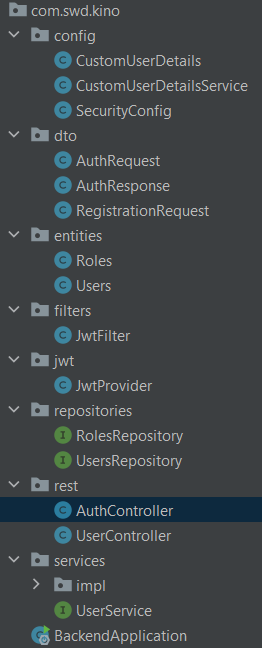 com.swd.kino
config
C CustomUserDetails
C CustomUserDetailsService
C SecurityConfig
dto
C AuthRequest
C AuthResponse
C RegistrationRequest
entities
C Roles
C Users
filters
C JwtFilter
jwt
C JwtProvider
repositories
I RolesRepository
I UsersRepository
rest
C AuthController
C UserController
services
impl
I UserService
BackendApplication